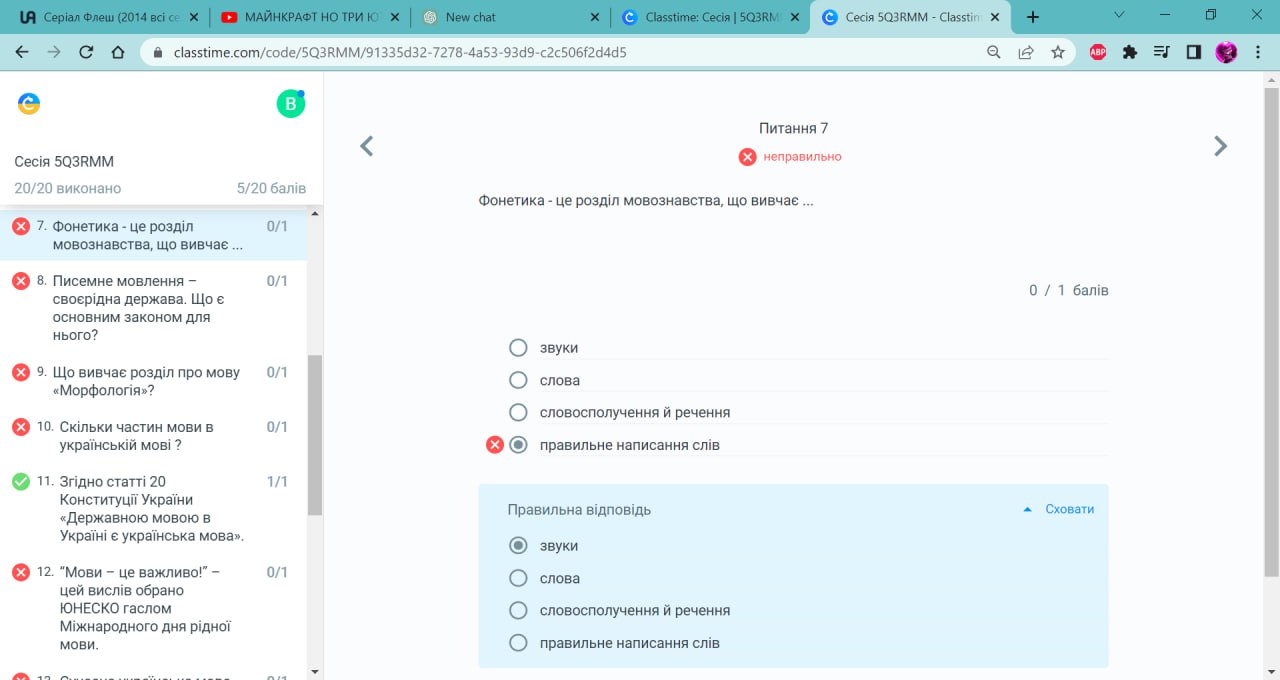 UA Серіал Флеш (2014 всі се
МАЙНКРАФТ НО ТРИ Ю
New chat
Classtime: Сесія | 5Q3RM
Сесія 5Q3RMM - Classtim
classtime.com/code/5Q3RMM/91335d32-7278-4a53-93d9-c2c506f2d4d5
ABP
C
B
Сесія 5Q3RMM
20/20 виконано 5/20 балів
7. Фонетика - це розділ 0/1
мовознавства, що вивчає ...
8. Писемне мовлення – 0/1
своєрідна держава. Що є
основним законом для
нього?
9. Що вивчає розділ про мову 0/1
«Морфологія»?
10. Скільки частин мови в 0/1
українській мові ?
11. Згідно статті 20 1/1
Конституції України
«Державною мовою в
Україні є українська мова».
12. “Мови – це важливо!” – 0/1
цей вислів обрано
ЮНЕСКО гаслом
Міжнародного дня рідної
мови.
Питання 7
неправильно
Фонетика - це розділ мовознавства, що вивчає ...
0 / 1 балів
звуки
слова
словосполучення й речення
правильне написання слів
Правильна відповідь
Сховати
звуки
слова
словосполучення й речення
правильне написання слів